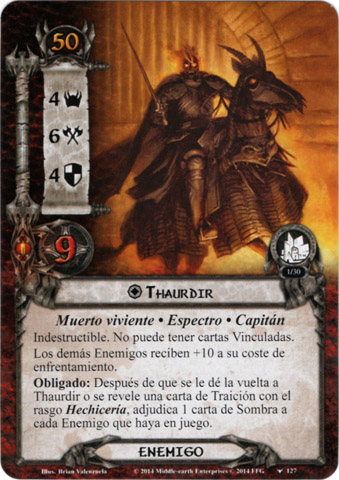 50
4
6
4
9
1/30
Thaurdir
Muerto viviente • Espectro • Capitán
Indestructible. No puede tener cartas Vinculadas.
Los demás Enemigos reciben +10 a su coste de
enfrentamiento.
Obligado: Después de que se le dé la vuelta a
Thaurdir o se revele una carta de Traición con el
rasgo Hechicería, adjudica 1 carta de Sombra a
cada Enemigo que haya en juego.
ENEMIGO
Illus. Brian Valenzuela © 2014 Middle-earth Enterprises © 2014 FFG 127